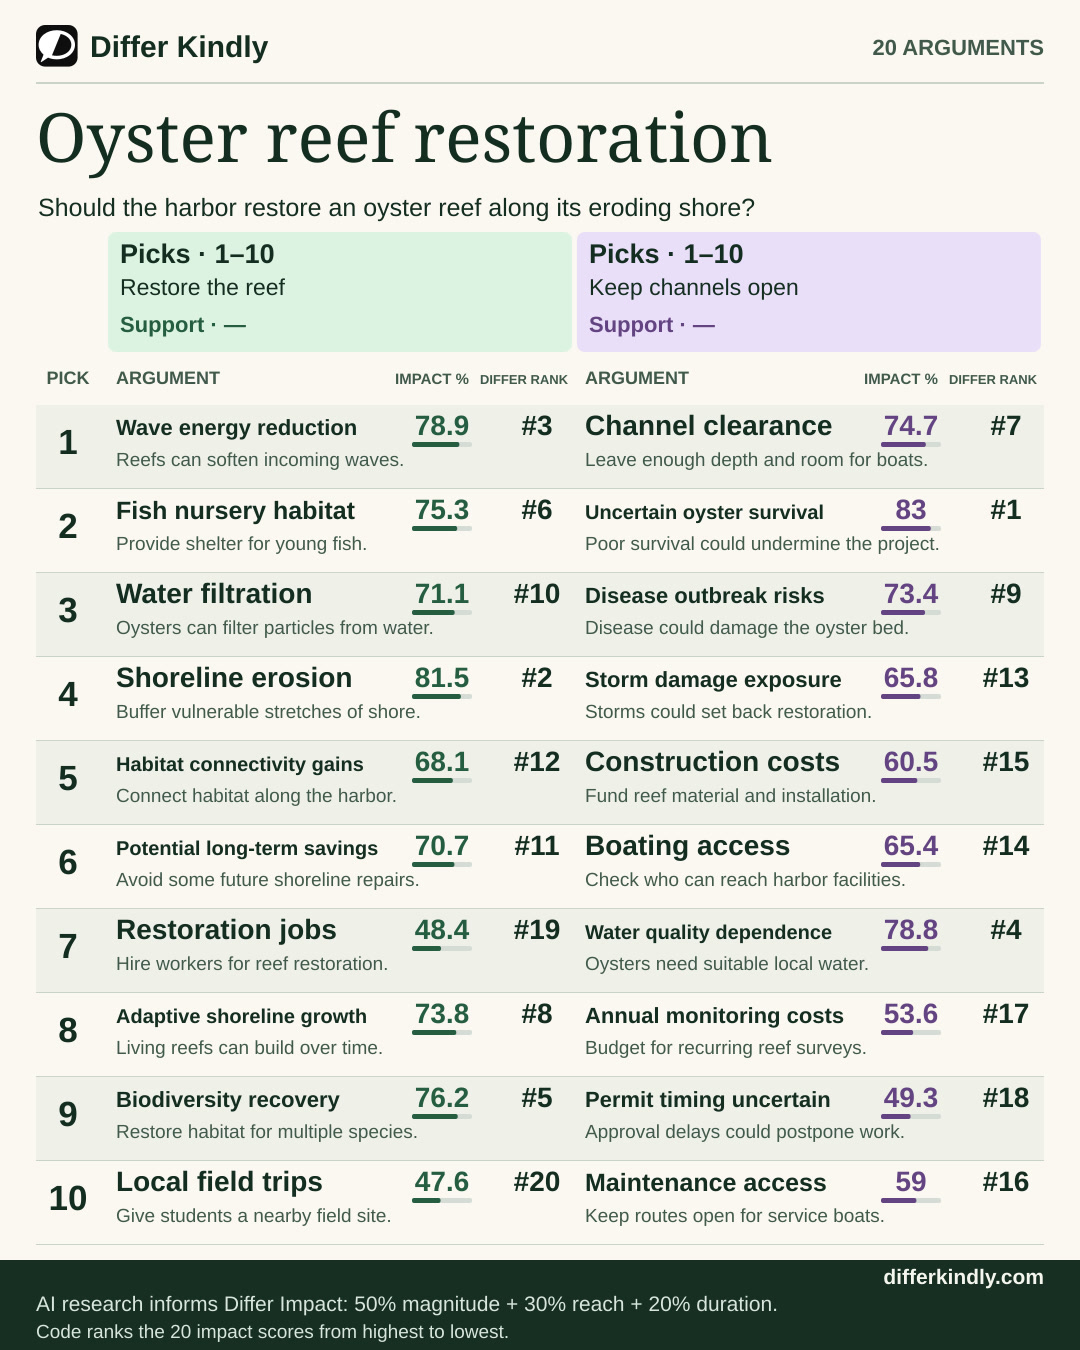 Differ Kindly
20 ARGUMENTS
Oyster reef restoration
Should the harbor restore an oyster reef along its eroding shore?
Picks · 1–10
Restore the reef
Support · —
Picks · 1–10
Keep channels open
Support · —
PICK ARGUMENT IMPACT % DIFFER RANK ARGUMENT IMPACT % DIFFER RANK
1 Wave energy reduction 78.9 #3 Channel clearance 74.7 #7
Reefs can soften incoming waves. Leave enough depth and room for boats.
2 Fish nursery habitat 75.3 #6 Uncertain oyster survival 83 #1
Provide shelter for young fish. Poor survival could undermine the project.
3 Water filtration 71.1 #10 Disease outbreak risks 73.4 #9
Oysters can filter particles from water. Disease could damage the oyster bed.
4 Shoreline erosion 81.5 #2 Storm damage exposure 65.8 #13
Buffer vulnerable stretches of shore. Storms could set back restoration.
5 Habitat connectivity gains 68.1 #12 Construction costs 60.5 #15
Connect habitat along the harbor. Fund reef material and installation.
6 Potential long-term savings 70.7 #11 Boating access 65.4 #14
Avoid some future shoreline repairs. Check who can reach harbor facilities.
7 Restoration jobs 48.4 #19 Water quality dependence 78.8 #4
Hire workers for reef restoration. Oysters need suitable local water.
8 Adaptive shoreline growth 73.8 #8 Annual monitoring costs 53.6 #17
Living reefs can build over time. Budget for recurring reef surveys.
9 Biodiversity recovery 76.2 #5 Permit timing uncertain 49.3 #18
Restore habitat for multiple species. Approval delays could postpone work.
10 Local field trips 47.6 #20 Maintenance access 59 #16
Give students a nearby field site. Keep routes open for service boats.
differkindly.com
AI research informs Differ Impact: 50% magnitude + 30% reach + 20% duration.
Code ranks the 20 impact scores from highest to lowest.